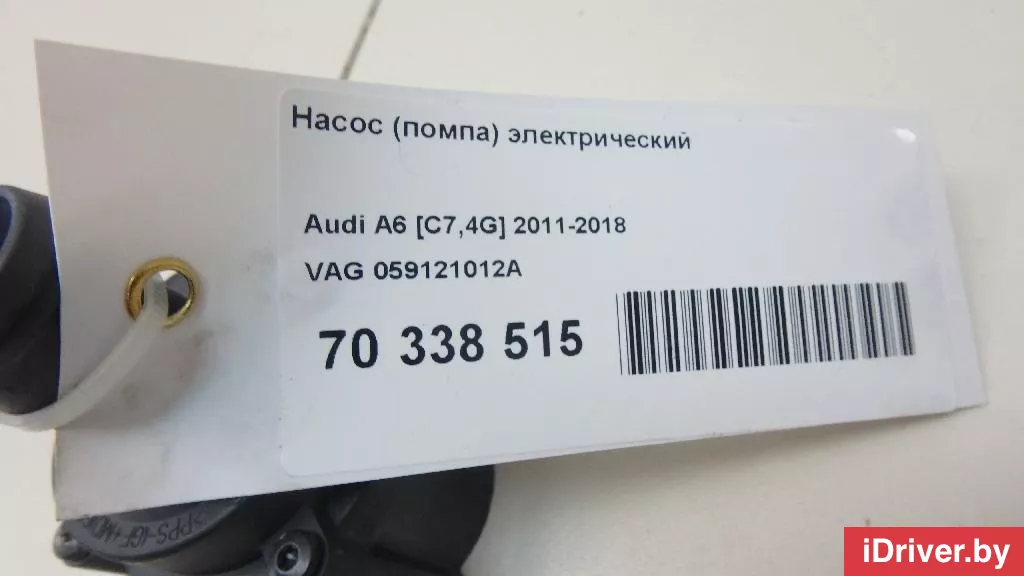 Насос (помпа) электрический
Audi A6 [C7,4G] 2011-2018
VAG 059121012A
70 338 515
iDriver.by